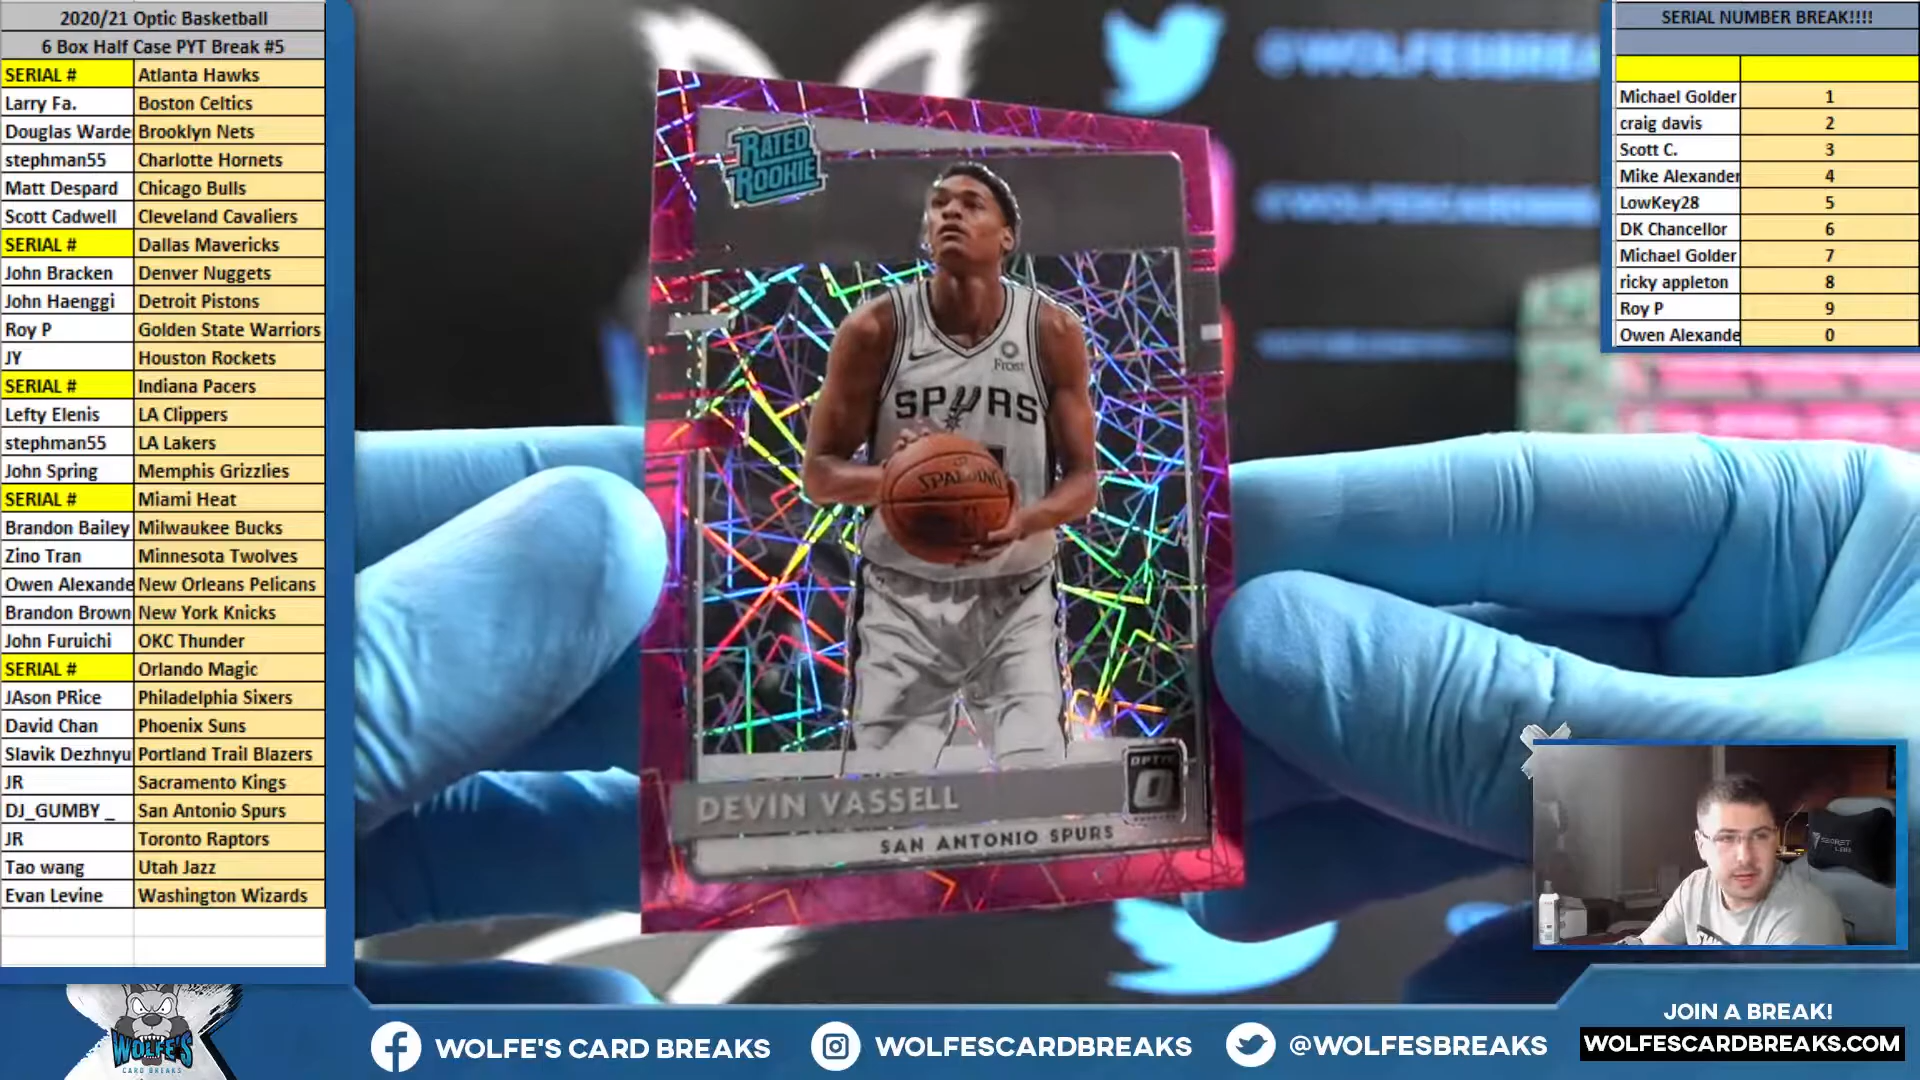 2020/21 Optic Basketball
6 Box Half Case PYT Break #5
SERIAL # Atlanta Hawks
Larry Fa. Boston Celtics
Douglas Warde Brooklyn Nets
stephman55 Charlotte Hornets
Matt Despard Chicago Bulls
Scott Cadwell Cleveland Cavaliers
SERIAL # Dallas Mavericks
John Bracken Denver Nuggets
John Haenggi Detroit Pistons
Roy P Golden State Warriors
JY Houston Rockets
SERIAL # Indiana Pacers
Lefty Elenis LA Clippers
stephman55 LA Lakers
John Spring Memphis Grizzlies
SERIAL # Miami Heat
Brandon Bailey Milwaukee Bucks
Zino Tran Minnesota Twolves
Owen Alexande New Orleans Pelicans
Brandon Brown New York Knicks
John Furuichi OKC Thunder
SERIAL # Orlando Magic
JAson PRice Philadelphia Sixers
David Chan Phoenix Suns
Slavik Dezhnyu Portland Trail Blazers
JR Sacramento Kings
DJ_GUMBY_ San Antonio Spurs
JR Toronto Raptors
Tao wang Utah Jazz
Evan Levine Washington Wizards
@WOLFESBREA
RATED
ROOKIE
Frost
SPURS
SPALDING
OPTIC
DEVIN VASSELL
SAN ANTONIO SPURS
SERIAL NUMBER BREAK!!!!
Michael Golder 1
craig davis 2
Scott C. 3
Mike Alexander 4
LowKey28 5
DK Chancellor 6
Michael Golder 7
ricky appleton 8
Roy P 9
Owen Alexande 0
SECRET
LAB
WOLFE'S
CARD BREAKS
WOLFE'S CARD BREAKS
WOLFESCARDBREAKS
@WOLFESBREAKS
JOIN A BREAK!
WOLFESCARDBREAKS.COM